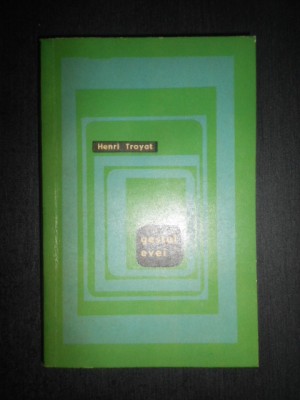 Henri Troyat
gestul
evei